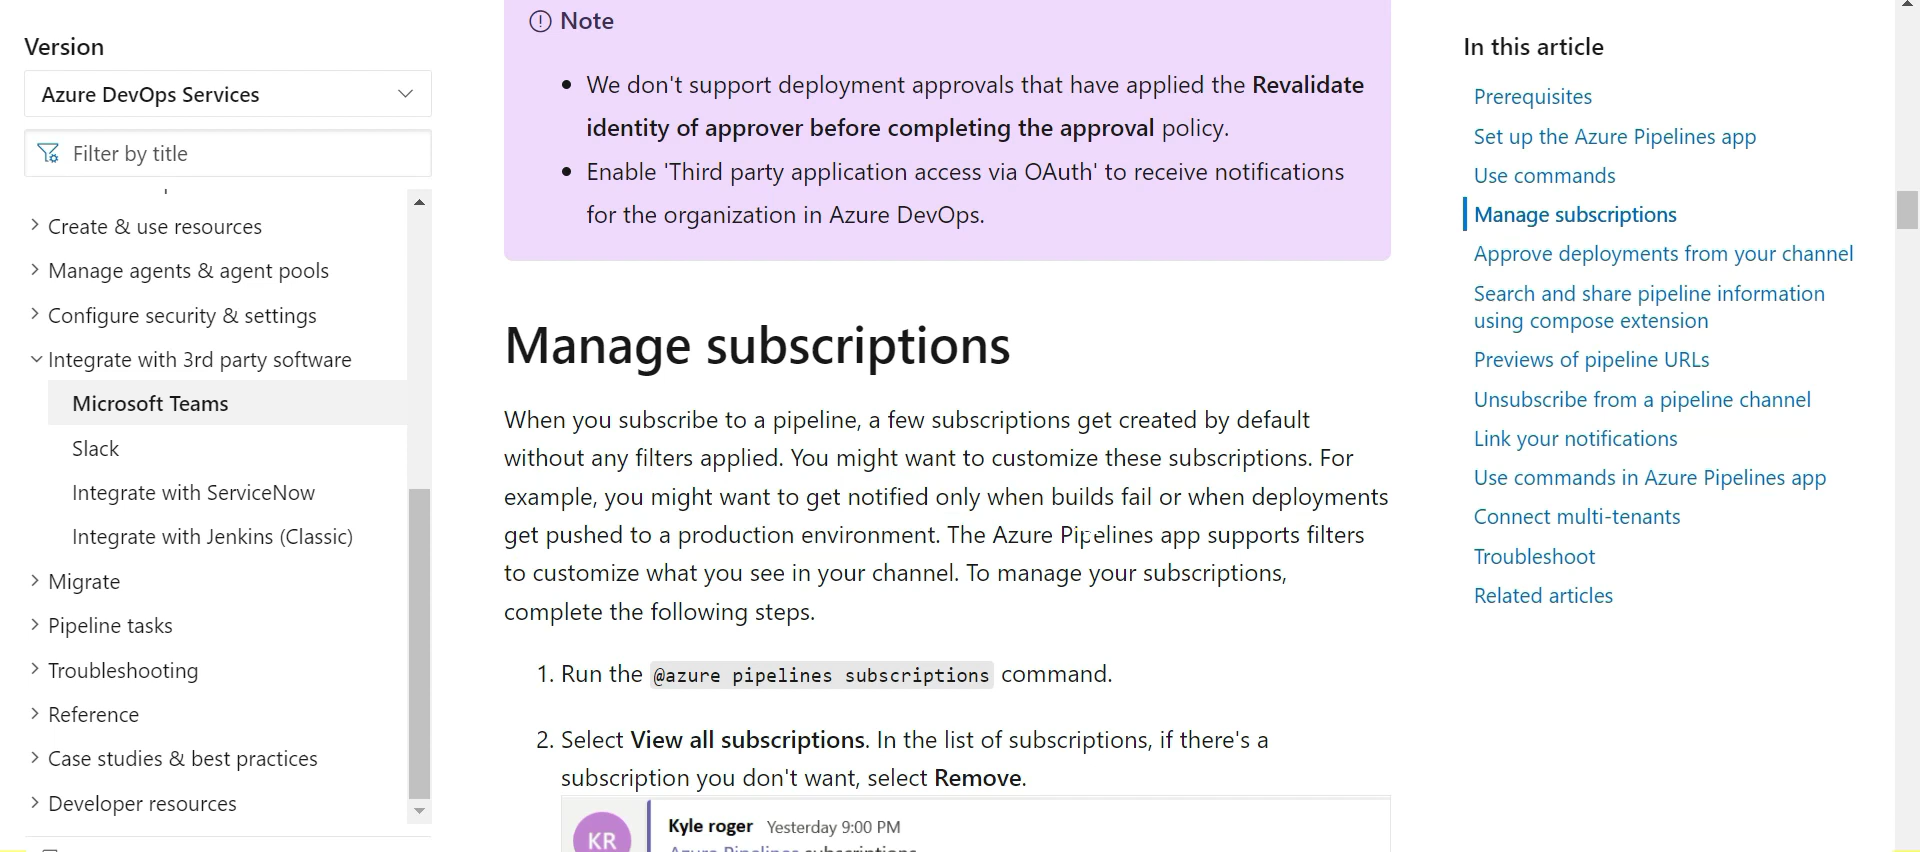 Version
Azure DevOps Services
Filter by title
Create & use resources
Manage agents & agent pools
Configure security & settings
Integrate with 3rd party software
Microsoft Teams
Slack
Integrate with ServiceNow
Integrate with Jenkins (Classic)
Migrate
Pipeline tasks
Troubleshooting
Reference
Case studies & best practices
Developer resources
Note
• We don't support deployment approvals that have applied the Revalidate
identity of approver before completing the approval policy.
• Enable 'Third party application access via OAuth' to receive notifications
for the organization in Azure DevOps.
Manage subscriptions
When you subscribe to a pipeline, a few subscriptions get created by default
without any filters applied. You might want to customize these subscriptions. For
example, you might want to get notified only when builds fail or when deployments
get pushed to a production environment. The Azure Pipelines app supports filters
to customize what you see in your channel. To manage your subscriptions,
complete the following steps.
1. Run the @azure pipelines subscriptions command.
2. Select View all subscriptions. In the list of subscriptions, if there's a
subscription you don't want, select Remove.
KR
Kyle roger Yesterday 9:00 PM
Azure Pipelines subscriptions
In this article
Prerequisites
Set up the Azure Pipelines app
Use commands
Manage subscriptions
Approve deployments from your channel
Search and share pipeline information
using compose extension
Previews of pipeline URLs
Unsubscribe from a pipeline channel
Link your notifications
Use commands in Azure Pipelines app
Connect multi-tenants
Troubleshoot
Related articles